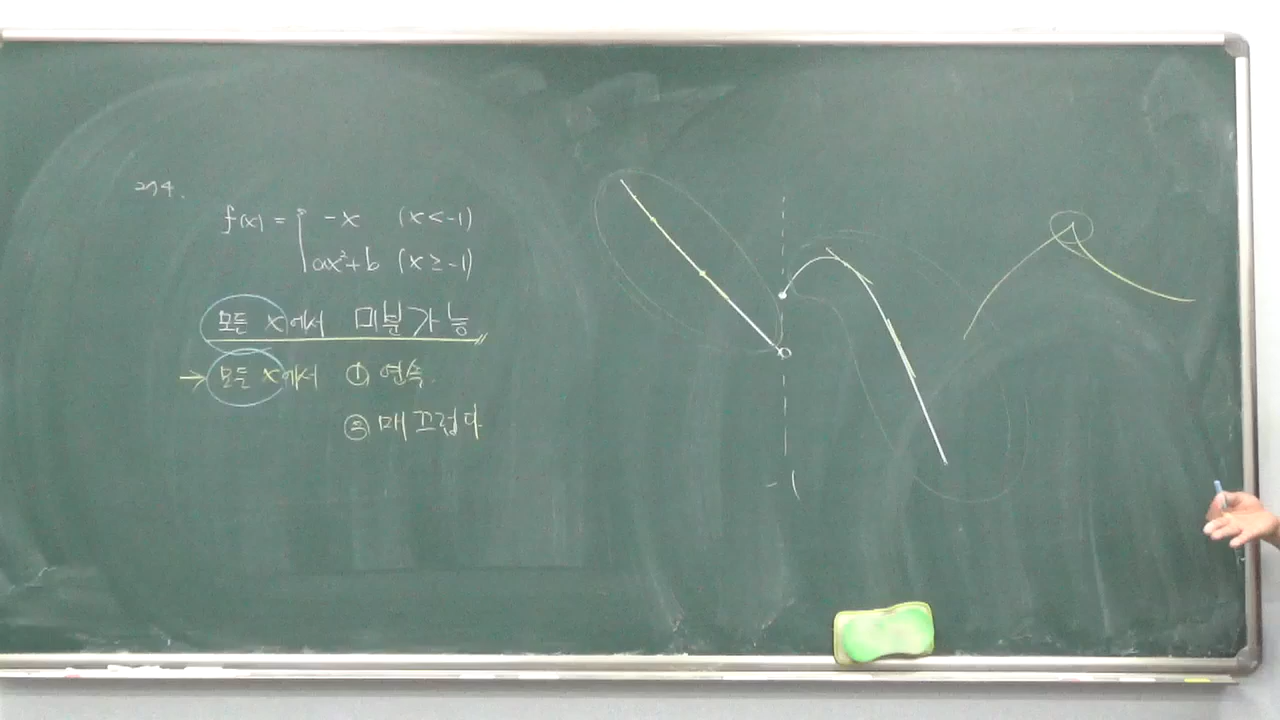 274.
f(x) = { -x (x < -1)
ax²+b (x ≥ -1)
모든 x에서 미분가능
→ 모든 x에서 ① 연속.
② 매끄럽다
-1